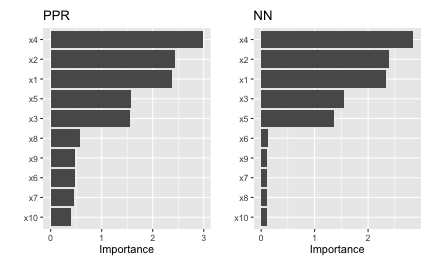 PPR
x4
x2
x1
x5
x3
x8
x9
x6
x7
x10
0 1 2 3
Importance
NN
x4
x2
x1
x3
x5
x6
x9
x7
x8
x10
0 1 2
Importance